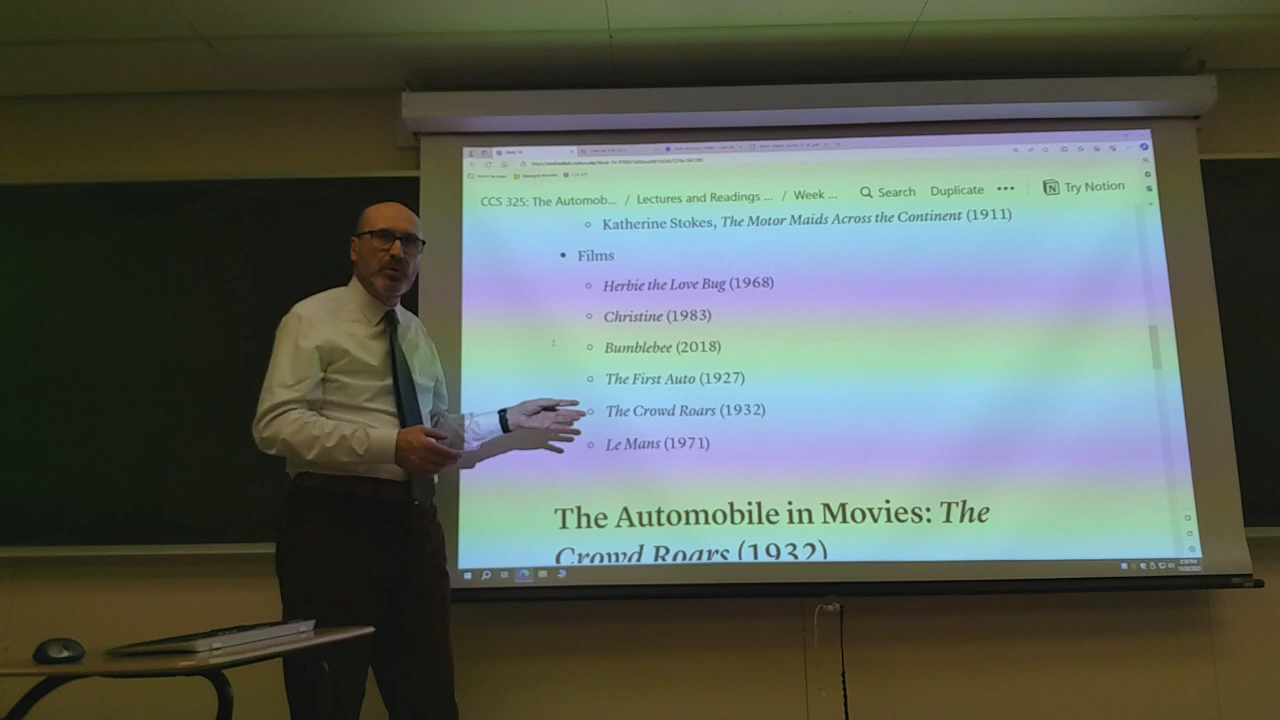 CCS 325: The Automob... / Lectures and Readings ... / Week ... Search Duplicate ••• Try Notion
Katherine Stokes, The Motor Maids Across the Continent (1911)
Films
Herbie the Love Bug (1968)
Christine (1983)
Bumblebee (2018)
The First Auto (1927)
The Crowd Roars (1932)
Le Mans (1971)
The Automobile in Movies: The
Crowd Roars (1932)